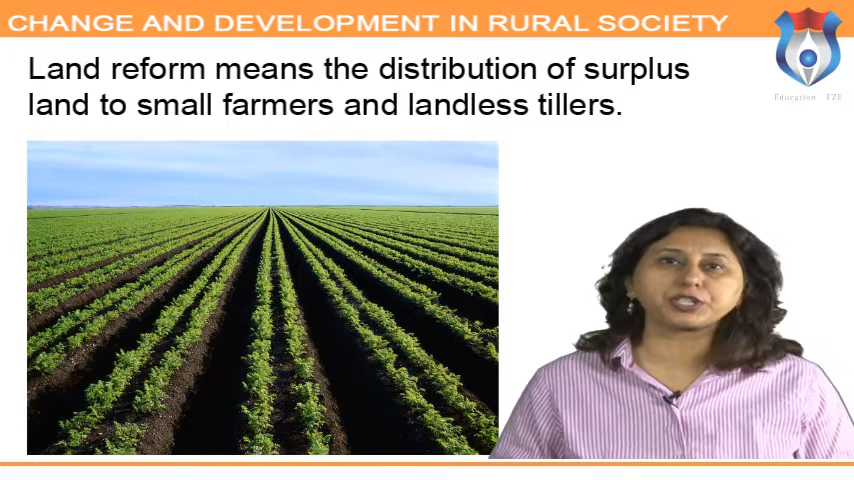 CHANGE AND DEVELOPMENT IN RURAL SOCIETY
Land reform means the distribution of surplus
land to small farmers and landless tillers.
Education FZE